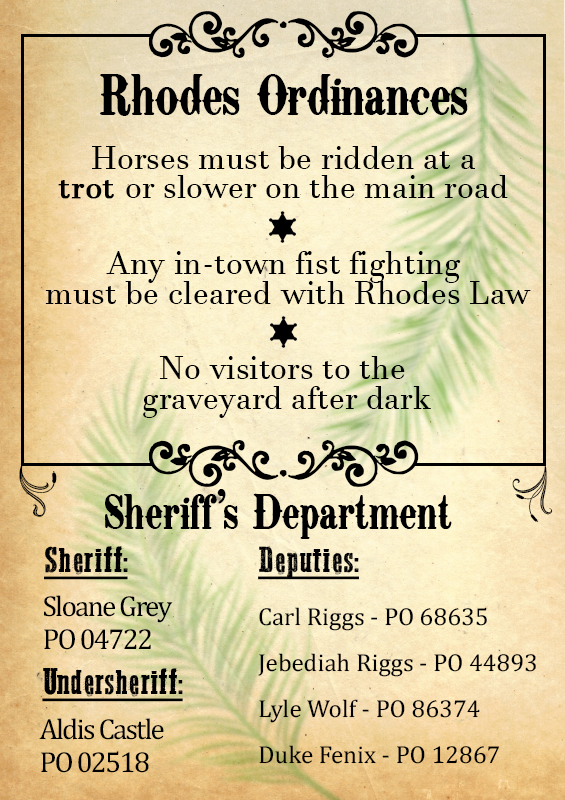 Rhodes Ordinances
Horses must be ridden at a
trot or slower on the main road
Any in-town fist fighting
must be cleared with Rhodes Law
No visitors to the
graveyard after dark
Sheriff's Department
Sheriff:
Sloane Grey
PO 04722
Undersheriff:
Aldis Castle
PO 02518
Deputies:
Carl Riggs - PO 68635
Jebediah Riggs - PO 44893
Lyle Wolf - PO 86374
Duke Fenix - PO 12867